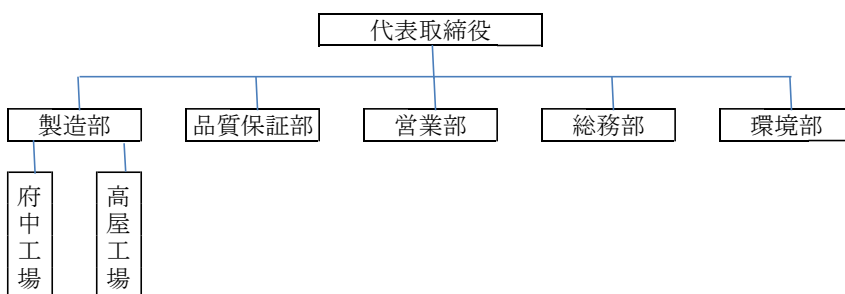 代表取締役
製造部
品質保証部
営業部
総務部
環境部
府中工場
高屋工場